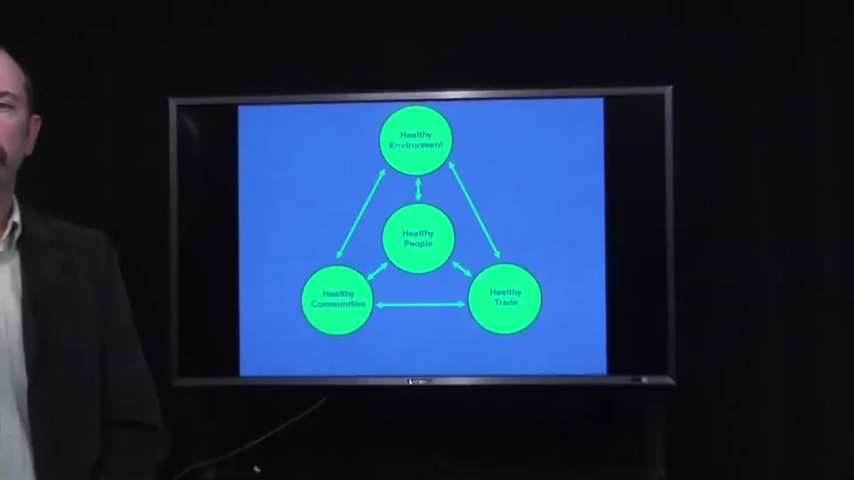 Healthy
Environment
Healthy
People
Healthy
Communities
Healthy
Trade